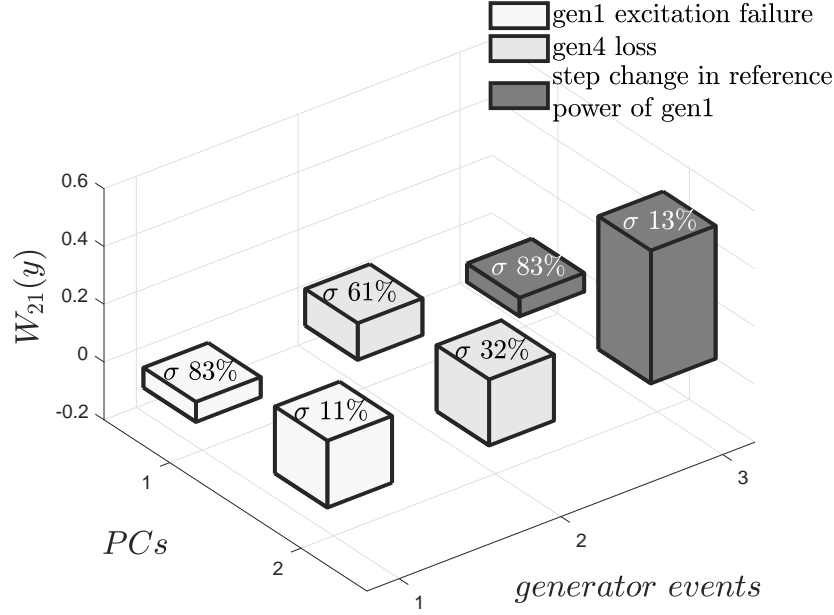 gen1 excitation failure
gen4 loss
step change in reference
power of gen1
0.6
0.4
0.2
0
-0.2
W₂₁(y)
σ 13%
σ 83%
σ 61%
σ 32%
σ 83%
σ 11%
1
2
PCs
1
2
3
generator events